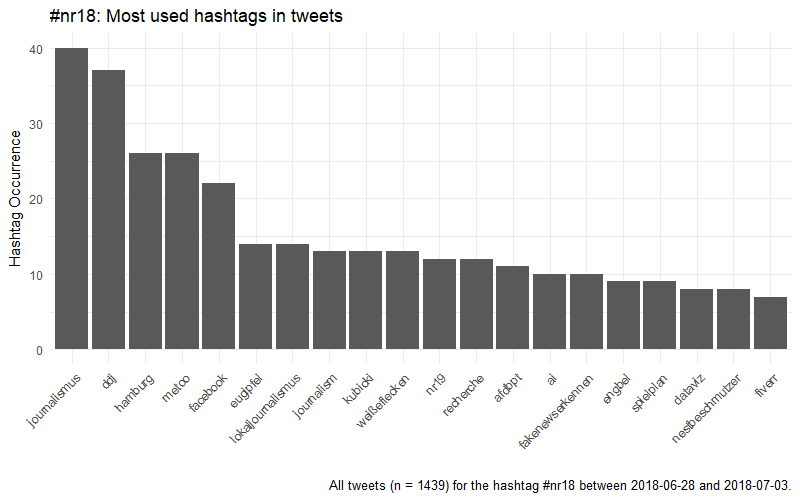 #nr18: Most used hashtags in tweets
Hashtag Occurrence
40
30
20
10
0
journalismus
ddj
hamburg
metoo
facebook
eugipfel
lokaljournalismus
journalism
kubicki
weißeflecken
nr19
recherche
afdbpt
ai
fakenewserkennen
engbel
spielplan
dataviz
nestbeschmutzer
fiverr
All tweets (n = 1439) for the hashtag #nr18 between 2018-06-28 and 2018-07-03.